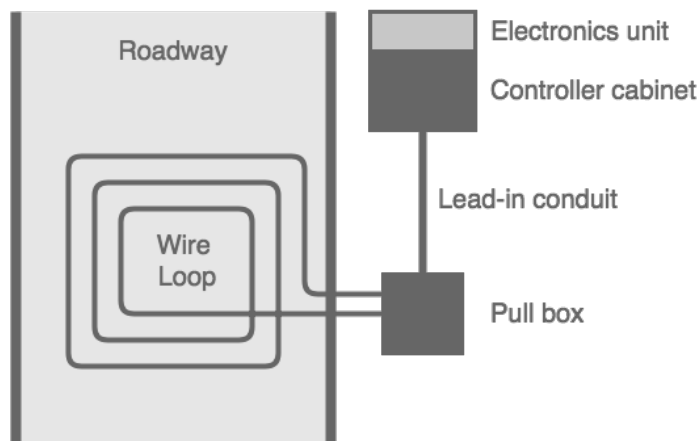 Roadway
Electronics unit
Controller cabinet
Lead-in conduit
Wire
Loop
Pull box